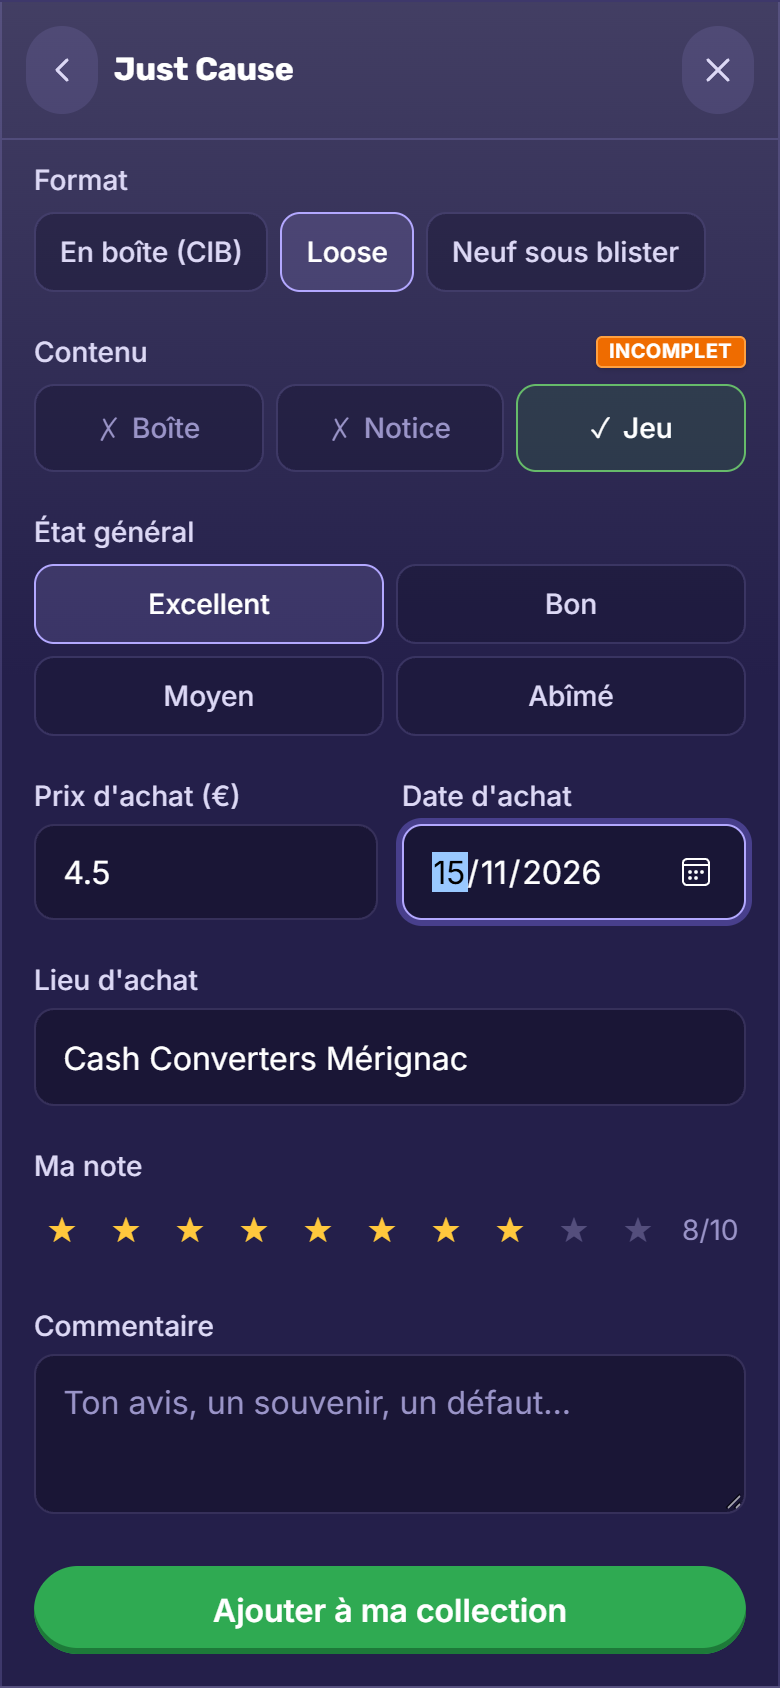 Just Cause
Format
En boîte (CIB) Loose Neuf sous blister
Contenu INCOMPLET
✗ Boîte ✗ Notice ✓ Jeu
État général
Excellent Bon
Moyen Abîmé
Prix d'achat (€) Date d'achat
4.5 15/11/2026
Lieu d'achat
Cash Converters Mérignac
Ma note
★ ★ ★ ★ ★ ★ ★ ★ ★ ★ 8/10
Commentaire
Ton avis, un souvenir, un défaut...
Ajouter à ma collection